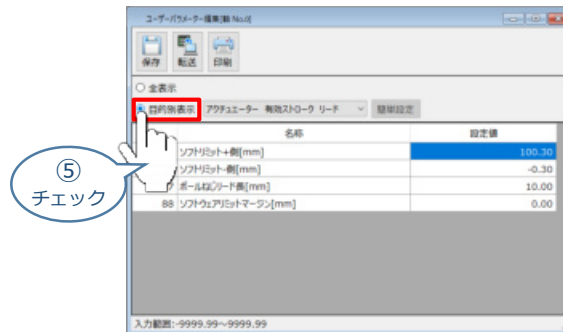 ユーザーパラメーター編集[軸 No.0]
保存 転送 印刷
全表示
目的別表示 アクチュエーター 有効ストローク リード 簡単設定
名称 設定値
ソフトリミット+側[mm] 100.30
ソフトリミット-側[mm] -0.30
ボールねじリード長[mm] 10.00
88 ソフトウェアリミットマージン[mm] 0.00
⑤
チェック
入力範囲:-9999.99～9999.99